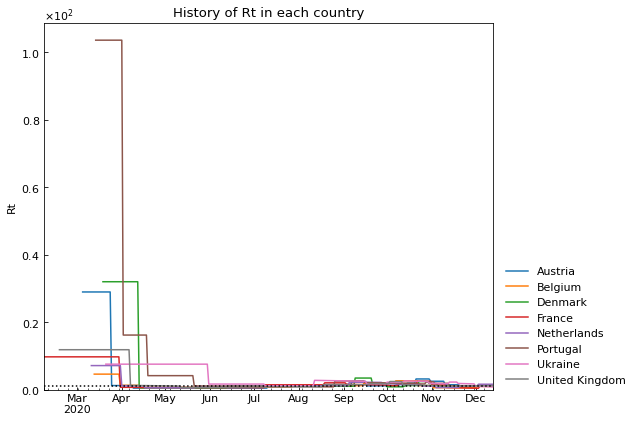 History of Rt in each country
×10²
1.0
0.8
0.6
0.4
0.2
0.0
Rt
Mar Apr May Jun Jul Aug Sep Oct Nov Dec
2020
Austria
Belgium
Denmark
France
Netherlands
Portugal
Ukraine
United Kingdom